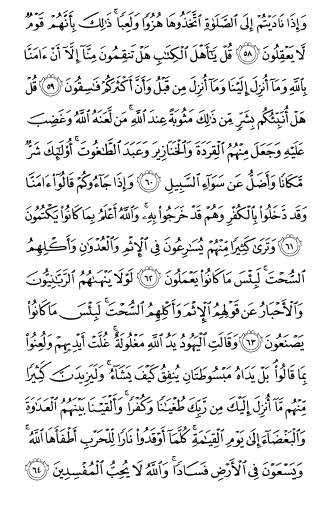 وَإِذَا نَادَيْتُمْ إِلَى ٱلصَّلَوٰةِ ٱتَّخَذُوهَا هُزُوًا وَلَعِبًا ۚ ذَٰلِكَ بِأَنَّهُمْ قَوْمٌ
لَّا يَعْقِلُونَ ﴿٥٨﴾ قُلْ يَٰٓأَهْلَ ٱلْكِتَٰبِ هَلْ تَنقِمُونَ مِنَّآ إِلَّآ أَنْ ءَامَنَّا
بِٱللَّهِ وَمَآ أُنزِلَ إِلَيْنَا وَمَآ أُنزِلَ مِن قَبْلُ وَأَنَّ أَكْثَرَكُمْ فَٰسِقُونَ ﴿٥٩﴾ قُلْ
هَلْ أُنَبِّئُكُم بِشَرٍّ مِّن ذَٰلِكَ مَثُوبَةً عِندَ ٱللَّهِ ۚ مَن لَّعَنَهُ ٱللَّهُ وَغَضِبَ
عَلَيْهِ وَجَعَلَ مِنْهُمُ ٱلْقِرَدَةَ وَٱلْخَنَازِيرَ وَعَبَدَ ٱلطَّٰغُوتَ ۚ أُو۟لَٰٓئِكَ شَرٌّ
مَّكَانًا وَأَضَلُّ عَن سَوَآءِ ٱلسَّبِيلِ ﴿٦٠﴾ وَإِذَا جَآءُوكُمْ قَالُوٓا۟ ءَامَنَّا
وَقَد دَّخَلُوا۟ بِٱلْكُفْرِ وَهُمْ قَدْ خَرَجُوا۟ بِهِۦ ۚ وَٱللَّهُ أَعْلَمُ بِمَا كَانُوا۟ يَكْتُمُونَ
﴿٦١﴾ وَتَرَىٰ كَثِيرًا مِّنْهُمْ يُسَٰرِعُونَ فِى ٱلْإِثْمِ وَٱلْعُدْوَٰنِ وَأَكْلِهِمُ
ٱلسُّحْتَ ۚ لَبِئْسَ مَا كَانُوا۟ يَعْمَلُونَ ﴿٦٢﴾ لَوْلَا يَنْهَىٰهُمُ ٱلرَّبَّٰنِيُّونَ
وَٱلْأَحْبَارُ عَن قَوْلِهِمُ ٱلْإِثْمَ وَأَكْلِهِمُ ٱلسُّحْتَ ۚ لَبِئْسَ مَا كَانُوا۟
يَصْنَعُونَ ﴿٦٣﴾ وَقَالَتِ ٱلْيَهُودُ يَدُ ٱللَّهِ مَغْلُولَةٌ ۚ غُلَّتْ أَيْدِيهِمْ وَلُعِنُوا۟
بِمَا قَالُوا۟ ۘ بَلْ يَدَاهُ مَبْسُوطَتَانِ يُنفِقُ كَيْفَ يَشَآءُ ۚ وَلَيَزِيدَنَّ كَثِيرًا
مِّنْهُم مَّآ أُنزِلَ إِلَيْكَ مِن رَّبِّكَ طُغْيَٰنًا وَكُفْرًا ۚ وَأَلْقَيْنَا بَيْنَهُمُ ٱلْعَدَٰوَةَ
وَٱلْبَغْضَآءَ إِلَىٰ يَوْمِ ٱلْقِيَٰمَةِ ۚ كُلَّمَآ أَوْقَدُوا۟ نَارًا لِّلْحَرْبِ أَطْفَأَهَا ٱللَّهُ ۚ
وَيَسْعَوْنَ فِى ٱلْأَرْضِ فَسَادًا ۚ وَٱللَّهُ لَا يُحِبُّ ٱلْمُفْسِدِينَ ﴿٦٤﴾